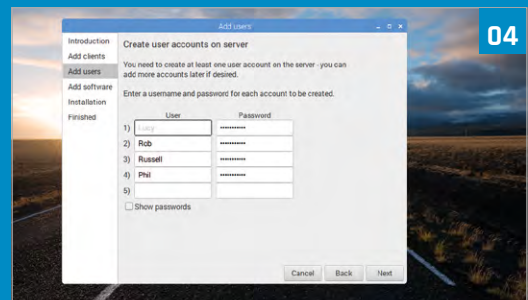 Add users
04
Introduction
Add clients
Add users
Add software
Installation
Finished
Create user accounts on server
You need to create at least one user account on the server - you can
add more accounts later if desired.
Enter a username and password for each account to be created.
User Password
1) Lucy ••••••••••
2) Rob ••••••••••
3) Russell ••••••••••
4) Phil ••••••••••
5)
Show passwords
Cancel Back Next